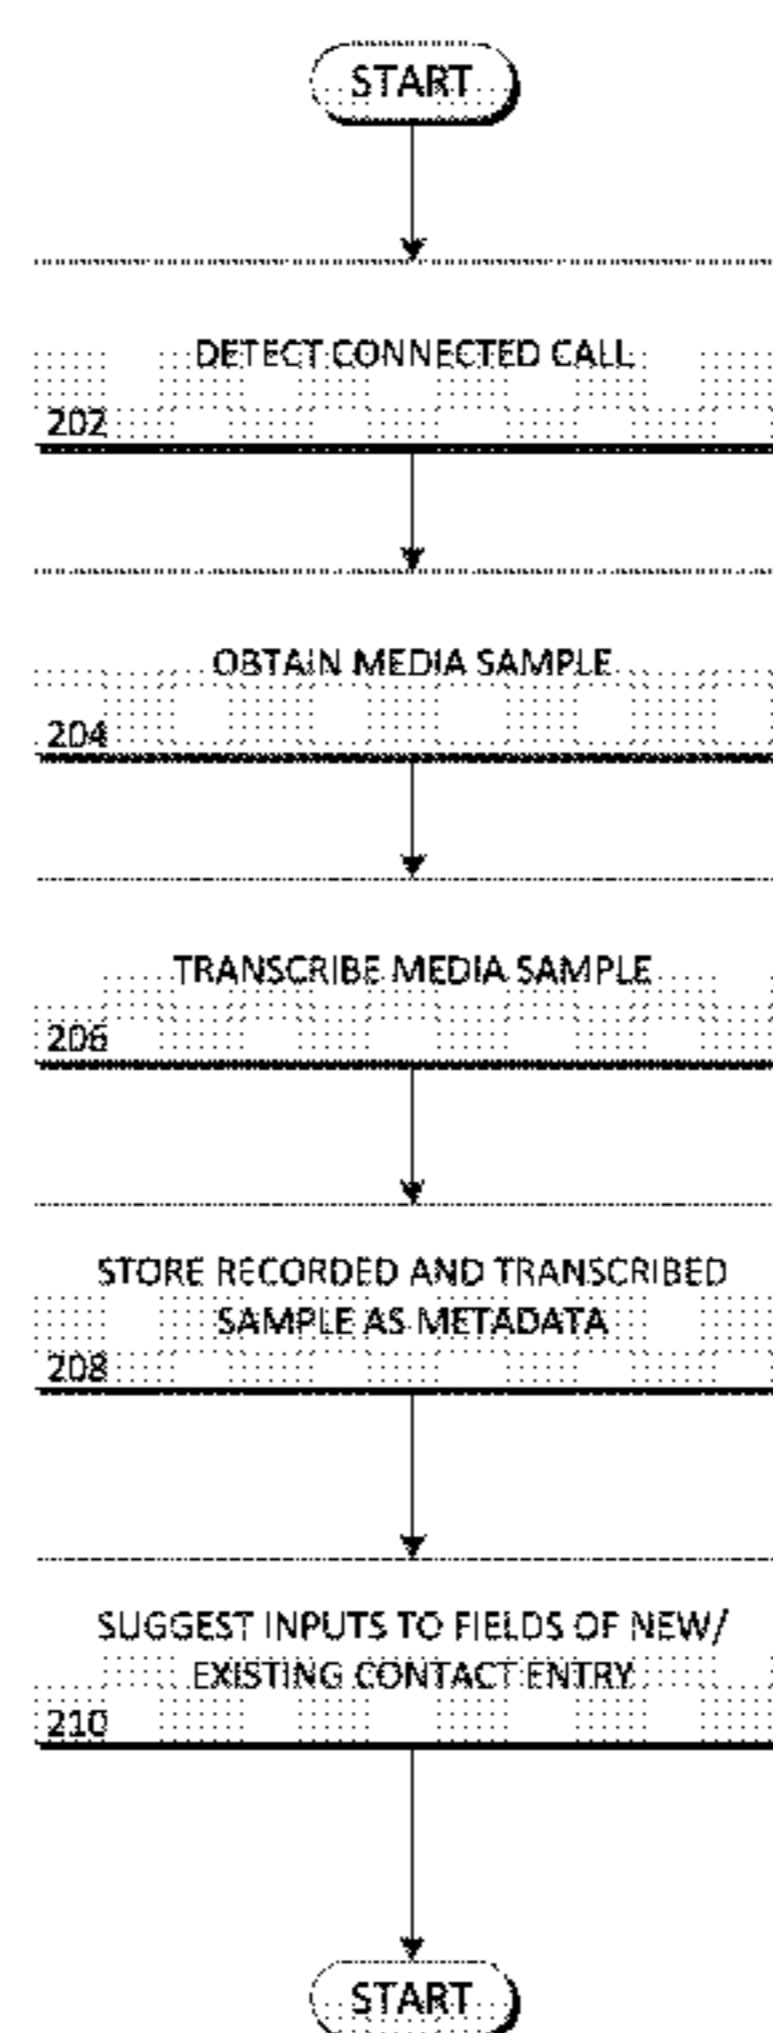 START
DETECT CONNECTED CALL
202
OBTAIN MEDIA SAMPLE
204
TRANSCRIBE MEDIA SAMPLE
206
STORE RECORDED AND TRANSCRIBED
SAMPLE AS METADATA
208
SUGGEST INPUTS TO FIELDS OF NEW/
EXISTING CONTACT ENTRY
210
START